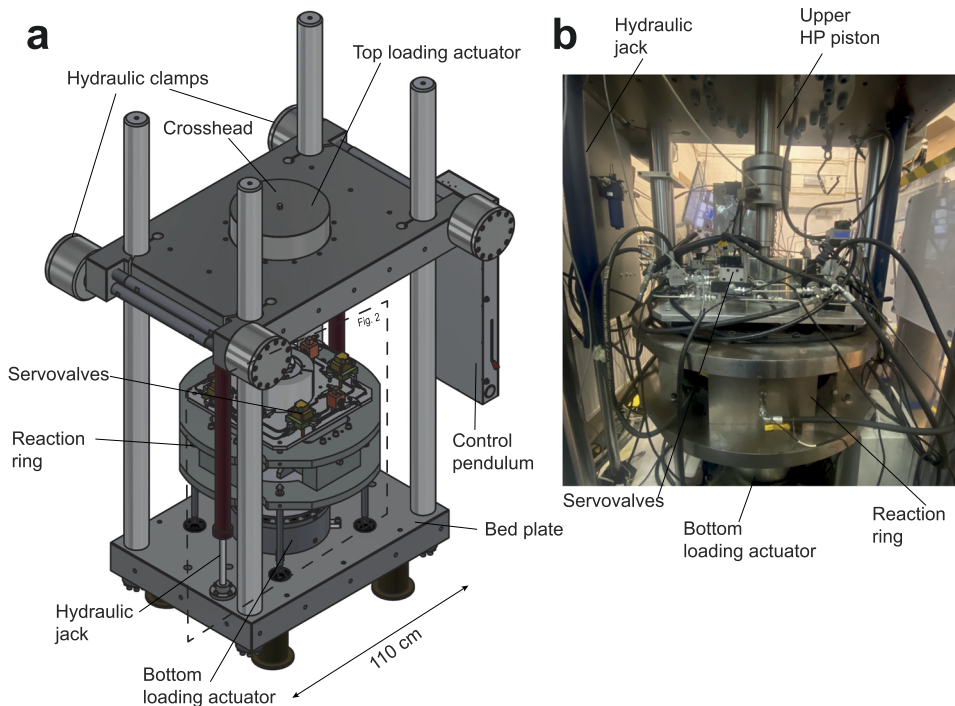 a
Hydraulic clamps
Top loading actuator
Crosshead
Fig. 2
Servovalves
Reaction
ring
Control
pendulum
Bed plate
Hydraulic
jack
Bottom
loading actuator
110 cm
b
Hydraulic
jack
Upper
HP piston
Servovalves
Bottom
loading actuator
Reaction
ring